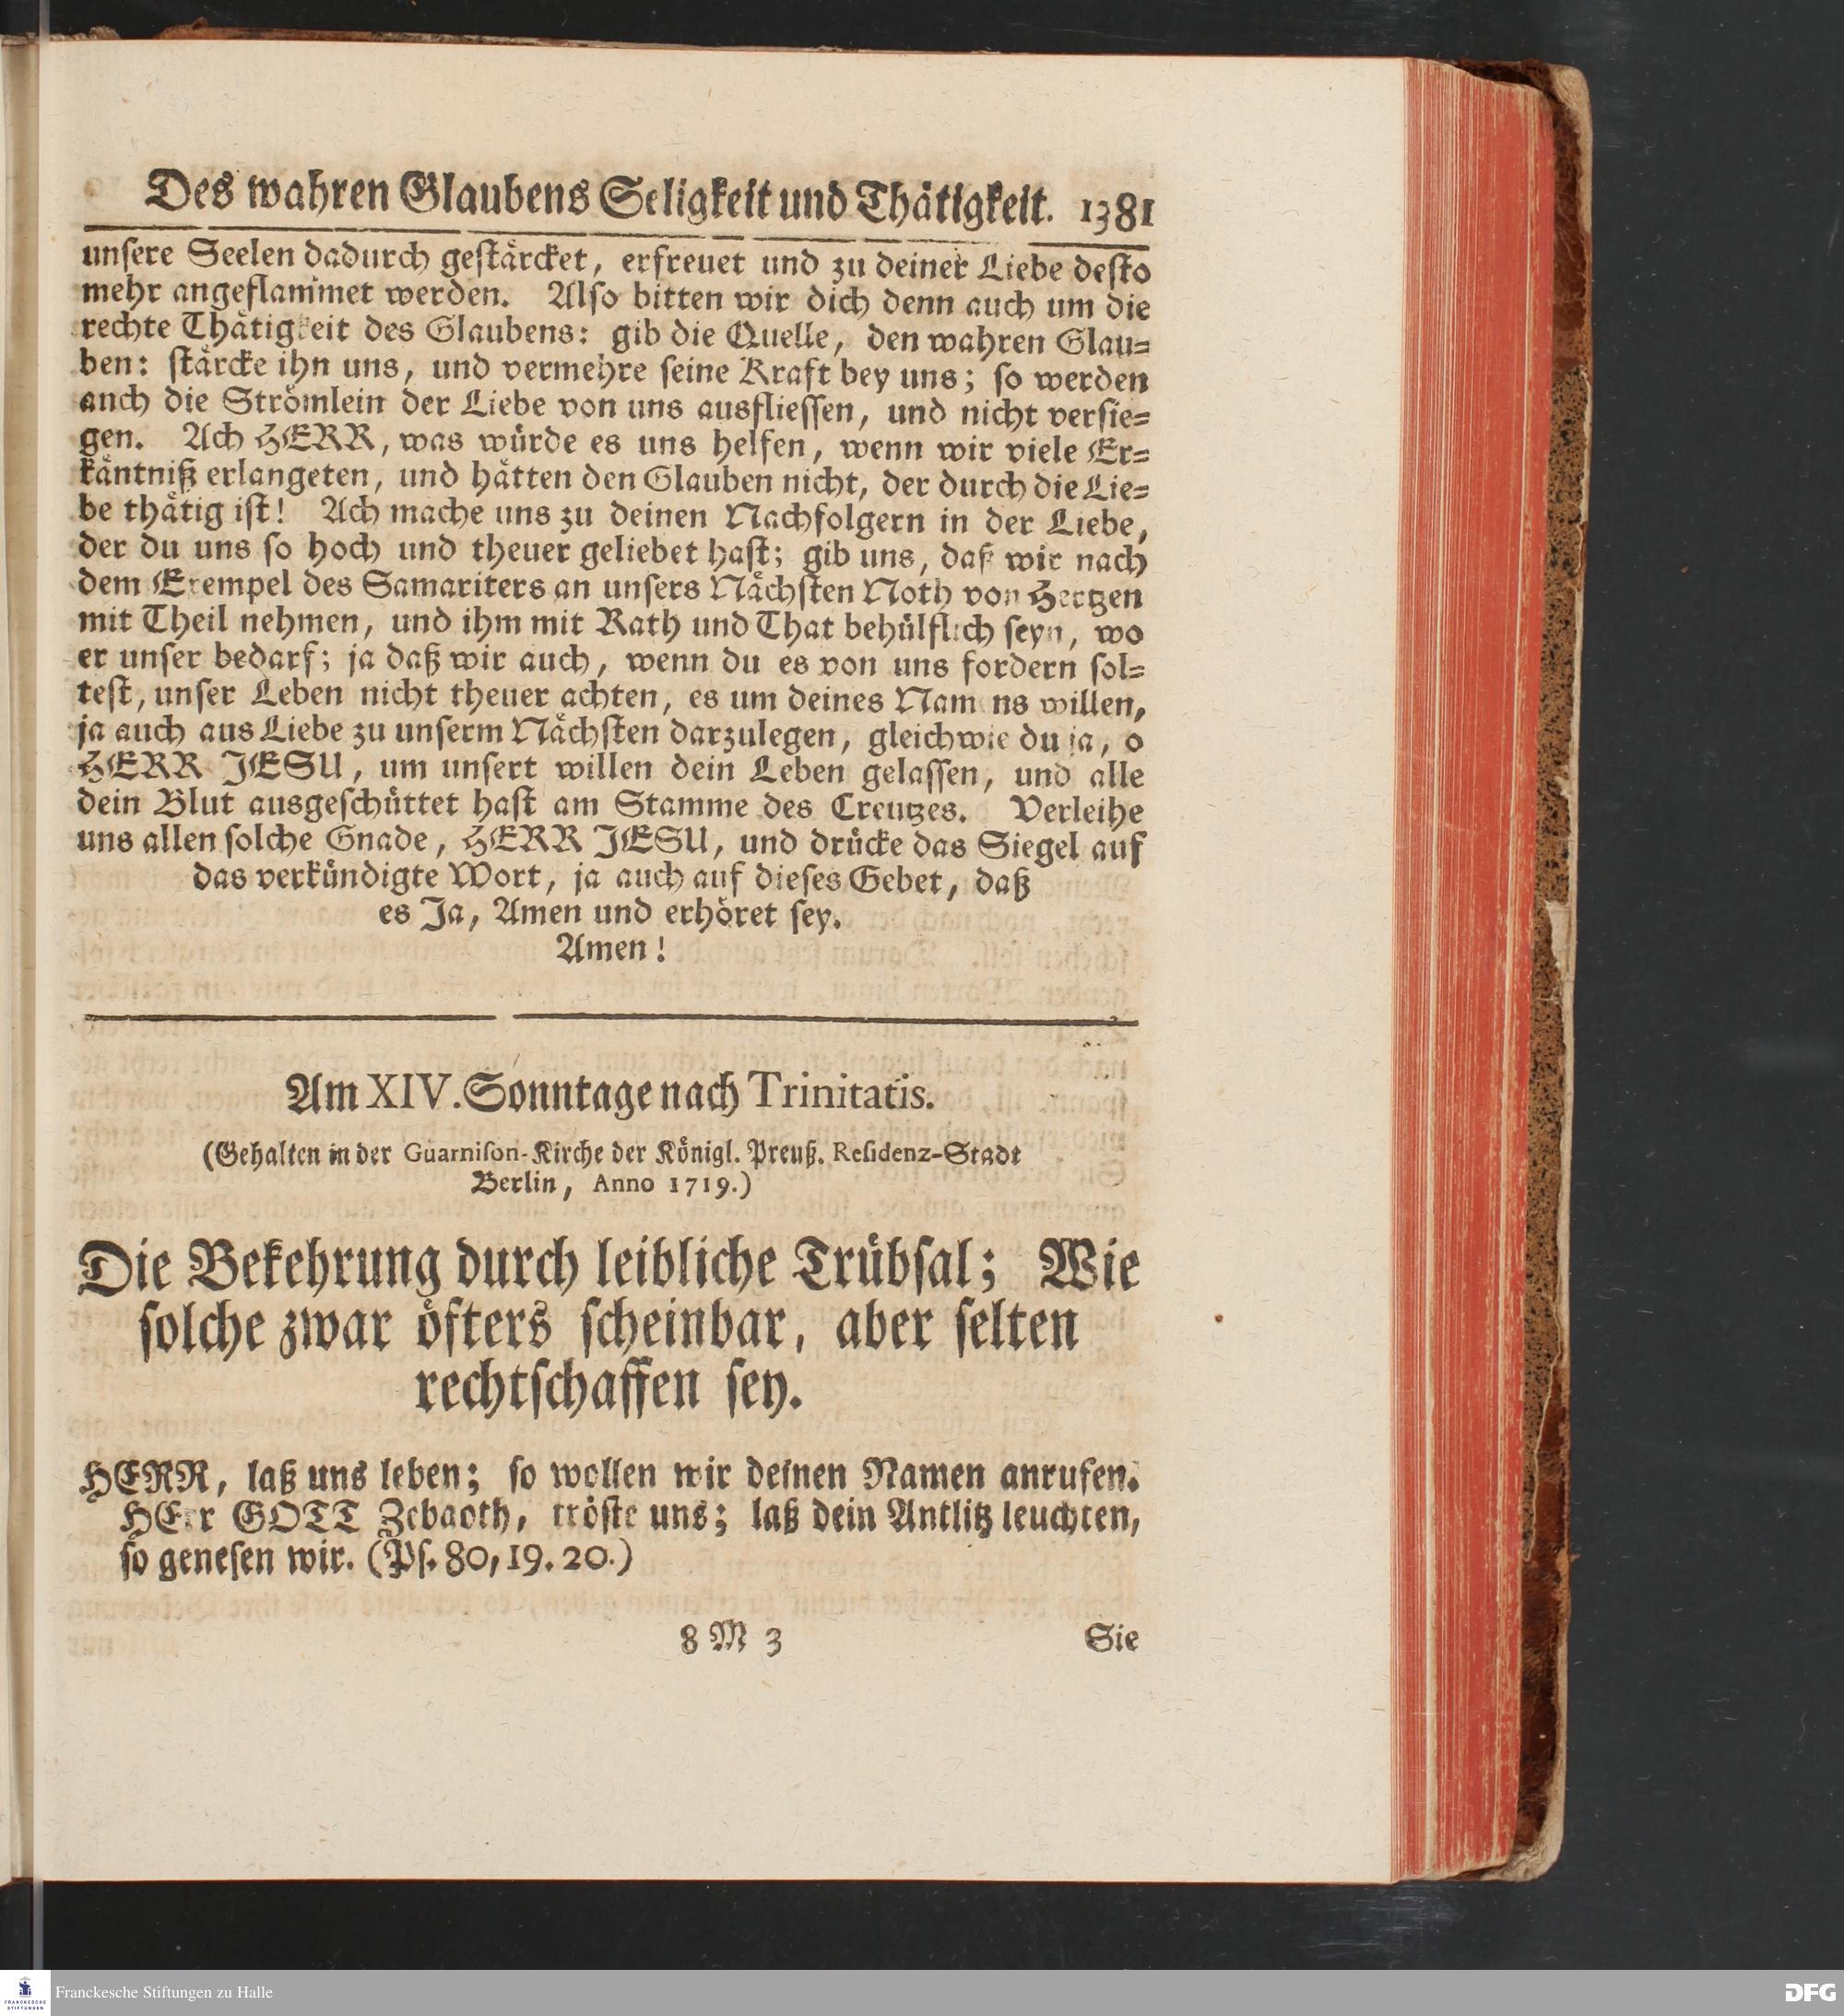 Des wahren Glaubens Seligkeit und Thätigkeit. 1381
unsere Seelen dadurch gestärcket, erfreuet und zu deiner Liebe desto
mehr angeflammet werden. Also bitten wir dich denn auch um die
rechte Thätigkeit des Glaubens: gib die Quelle, den wahren Glau=
ben: stärcke ihn uns, und vermehre seine Kraft bey uns; so werden
anch die Strömlein der Liebe von uns ausfliessen, und nicht versie=
gen. Ach HERR, was würde es uns helfen, wenn wir viele Er=
käntniß erlangeten, und hätten den Glauben nicht, der durch die Lie=
be thätig ist! Ach mache uns zu deinen Nachfolgern in der Liebe,
der du uns so hoch und theuer geliebet hast; gib uns, daß wir nach
dem Exempel des Samariters an unsers Nächsten Noth von Hertzen
mit Theil nehmen, und ihm mit Rath und That behülflich seyn, wo
er unser bedarf; ja daß wir auch, wenn du es von uns fordern sol=
test, unser Leben nicht theuer achten, es um deines Namens willen,
ja auch aus Liebe zu unserm Nächsten darzulegen, gleichwie du ja, o
HERR JESU, um unsert willen dein Leben gelassen, und alle
dein Blut ausgeschüttet hast am Stamme des Creutzes. Verleihe
uns allen solche Gnade, HERR JESU, und drücke das Siegel auf
das verkündigte Wort, ja auch auf dieses Gebet, daß
es Ja, Amen und erhöret sey.
Amen!
Am XIV. Sonntage nach Trinitatis.
(Gehalten in der Guarnison-Kirche der Königl. Preuß. Residenz-Stadt
Berlin, Anno 1719.)
Die Bekehrung durch leibliche Trübsal; Wie
solche zwar öfters scheinbar, aber selten
rechtschaffen sey.
HERR, laß uns leben; so wollen wir deinen Namen anrufen.
HErr GOTT Zebaoth, tröste uns; laß dein Antlitz leuchten,
so genesen wir. (Ps. 80, 19. 20.)
8 M 3 Sie
FRANCKESCHE
STIFTUNGEN
Franckesche Stiftungen zu Halle
DFG